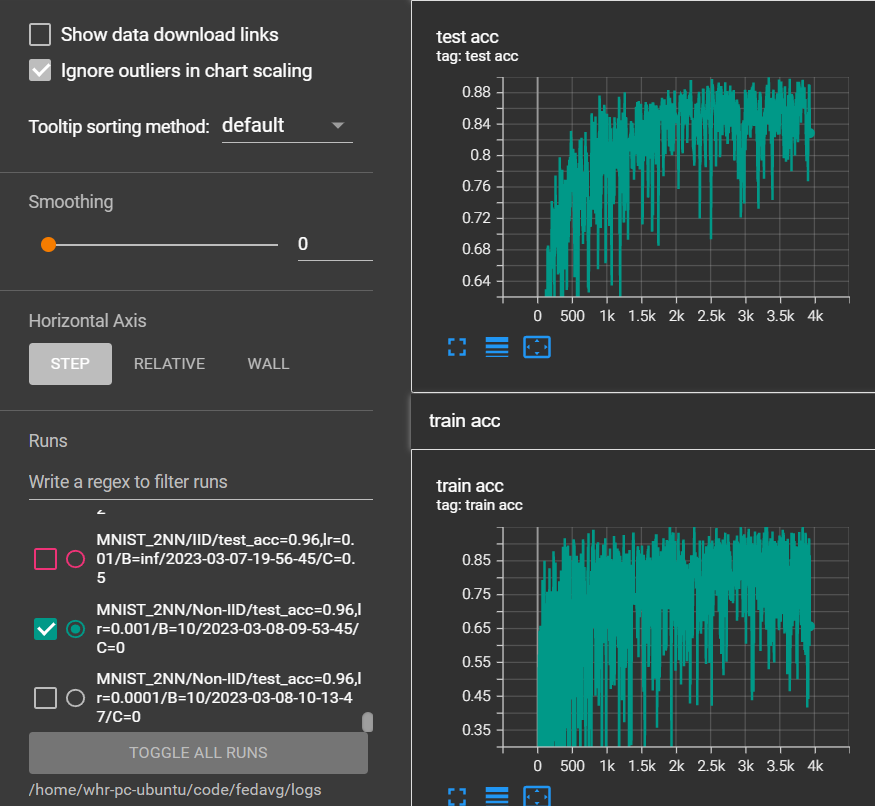 Show data download links
Ignore outliers in chart scaling
Tooltip sorting method: default
Smoothing
0
Horizontal Axis
STEP RELATIVE WALL
Runs
Write a regex to filter runs
MNIST_2NN/IID/test_acc=0.96,lr=0.
01/B=inf/2023-03-07-19-56-45/C=0.
5
MNIST_2NN/Non-IID/test_acc=0.96,l
r=0.001/B=10/2023-03-08-09-53-45/
C=0
MNIST_2NN/Non-IID/test_acc=0.96,l
r=0.0001/B=10/2023-03-08-10-13-4
7/C=0
TOGGLE ALL RUNS
/home/whr-pc-ubuntu/code/fedavg/logs
test acc
tag: test acc
0.88
0.84
0.8
0.76
0.72
0.68
0.64
0 500 1k 1.5k 2k 2.5k 3k 3.5k 4k
train acc
train acc
tag: train acc
0.85
0.75
0.65
0.55
0.45
0.35
0 500 1k 1.5k 2k 2.5k 3k 3.5k 4k